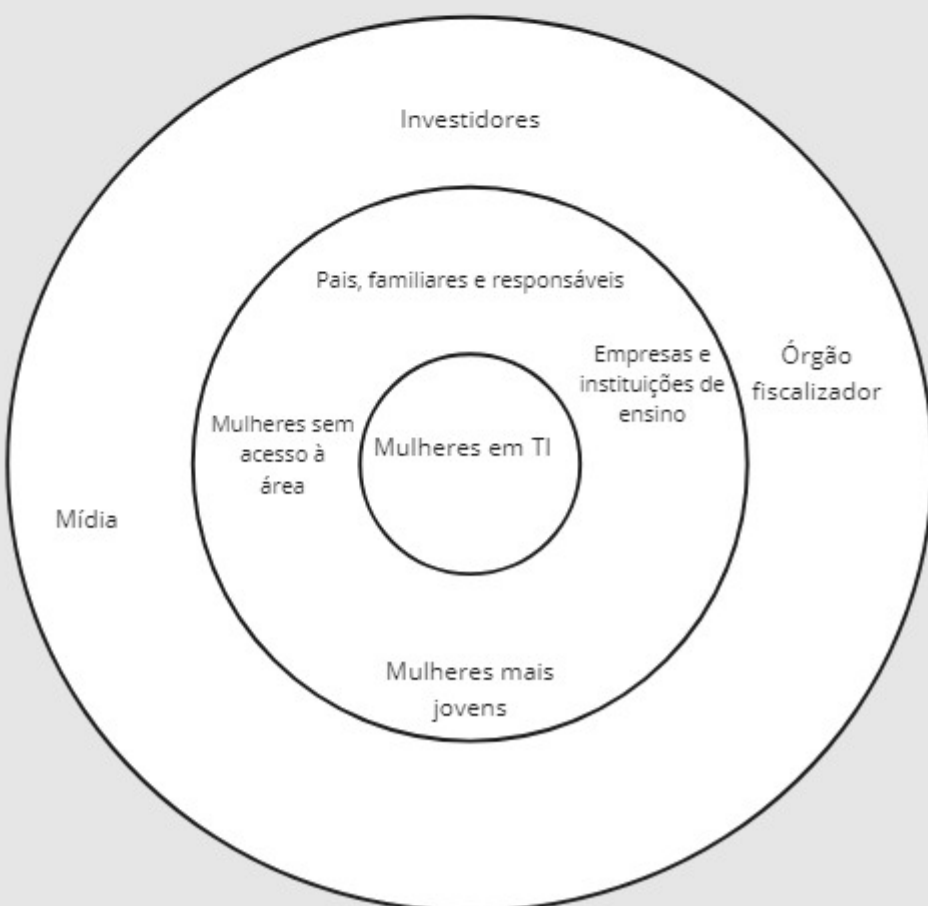 Investidores
Pais, familiares e responsáveis
Empresas e
instituições de
ensino
Órgão
fiscalizador
Mulheres sem
acesso à
área
Mulheres em TI
Mídia
Mulheres mais
jovens